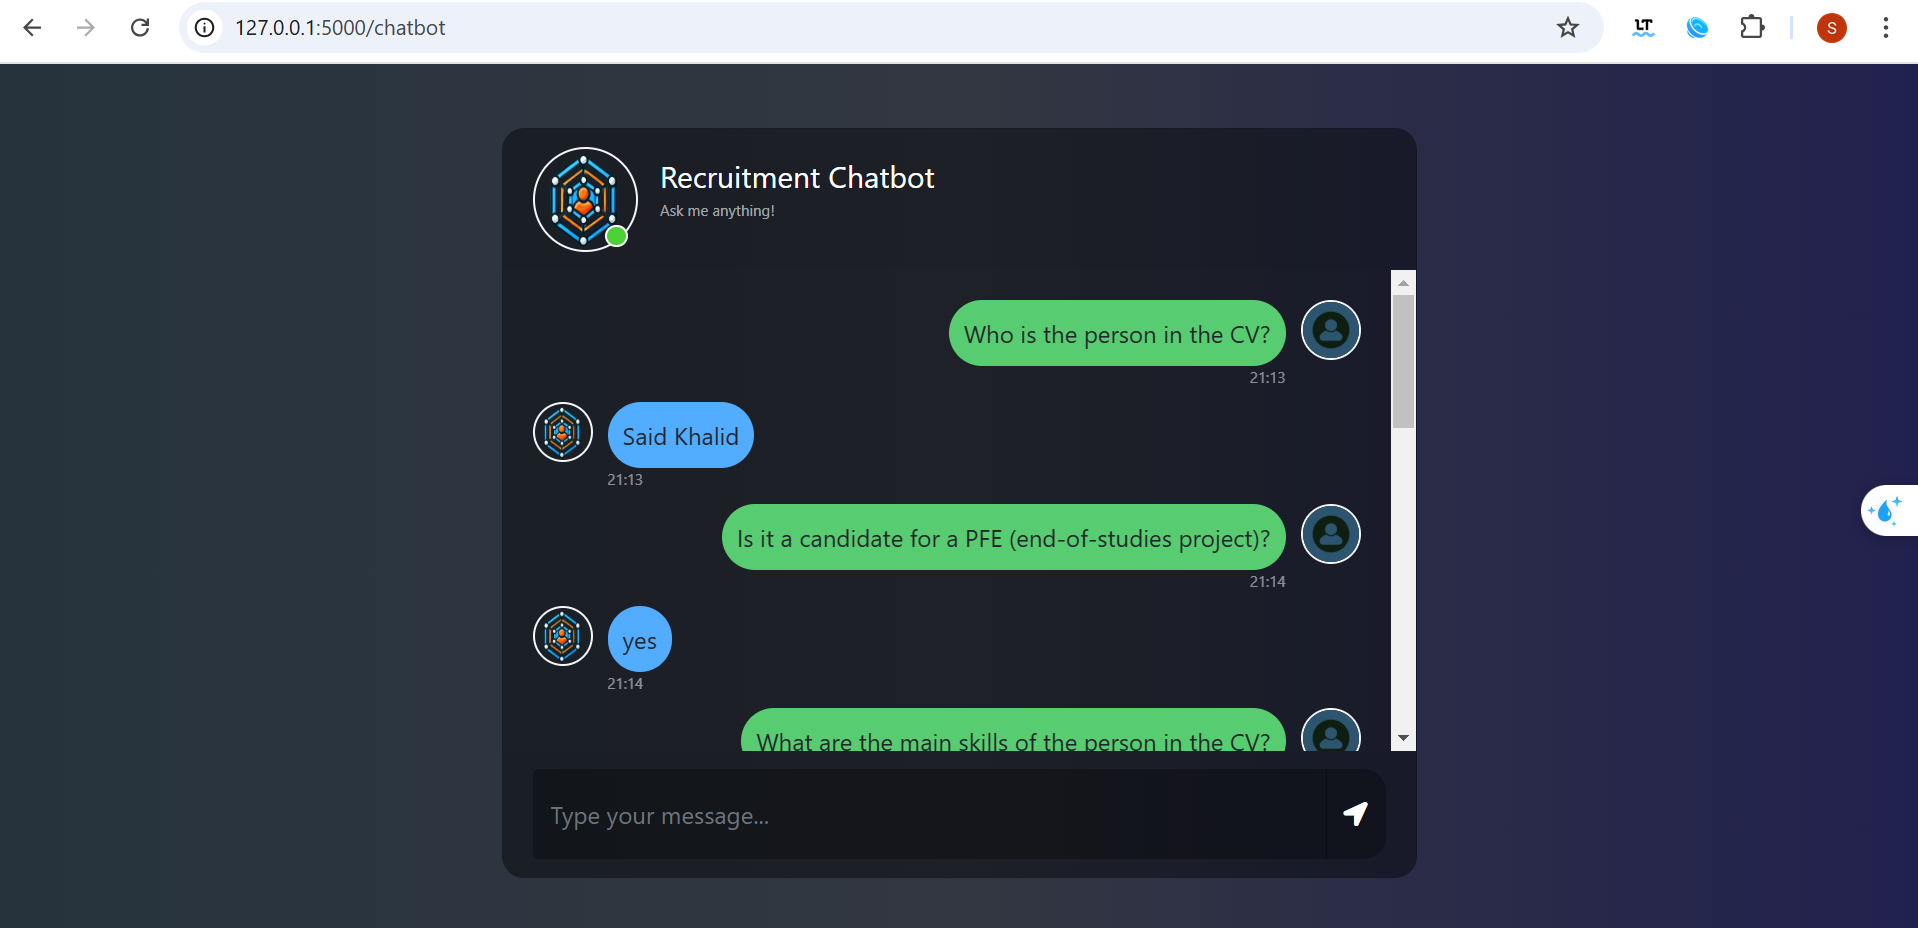 127.0.0.1:5000/chatbot
LT
S
Recruitment Chatbot
Ask me anything!
Who is the person in the CV?
21:13
Said Khalid
21:13
Is it a candidate for a PFE (end-of-studies project)?
21:14
yes
21:14
What are the main skills of the person in the CV?
Type your message...